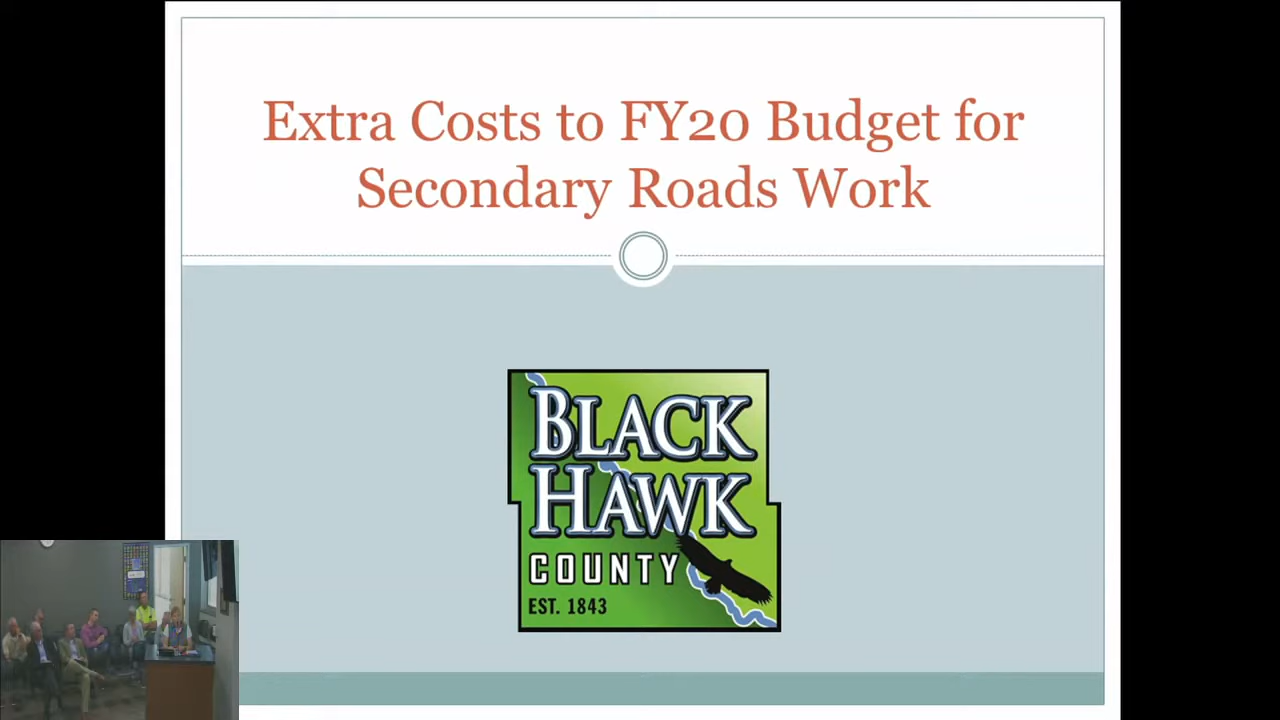 Extra Costs to FY20 Budget for
Secondary Roads Work
BLACK
HAWK
COUNTY
EST. 1843